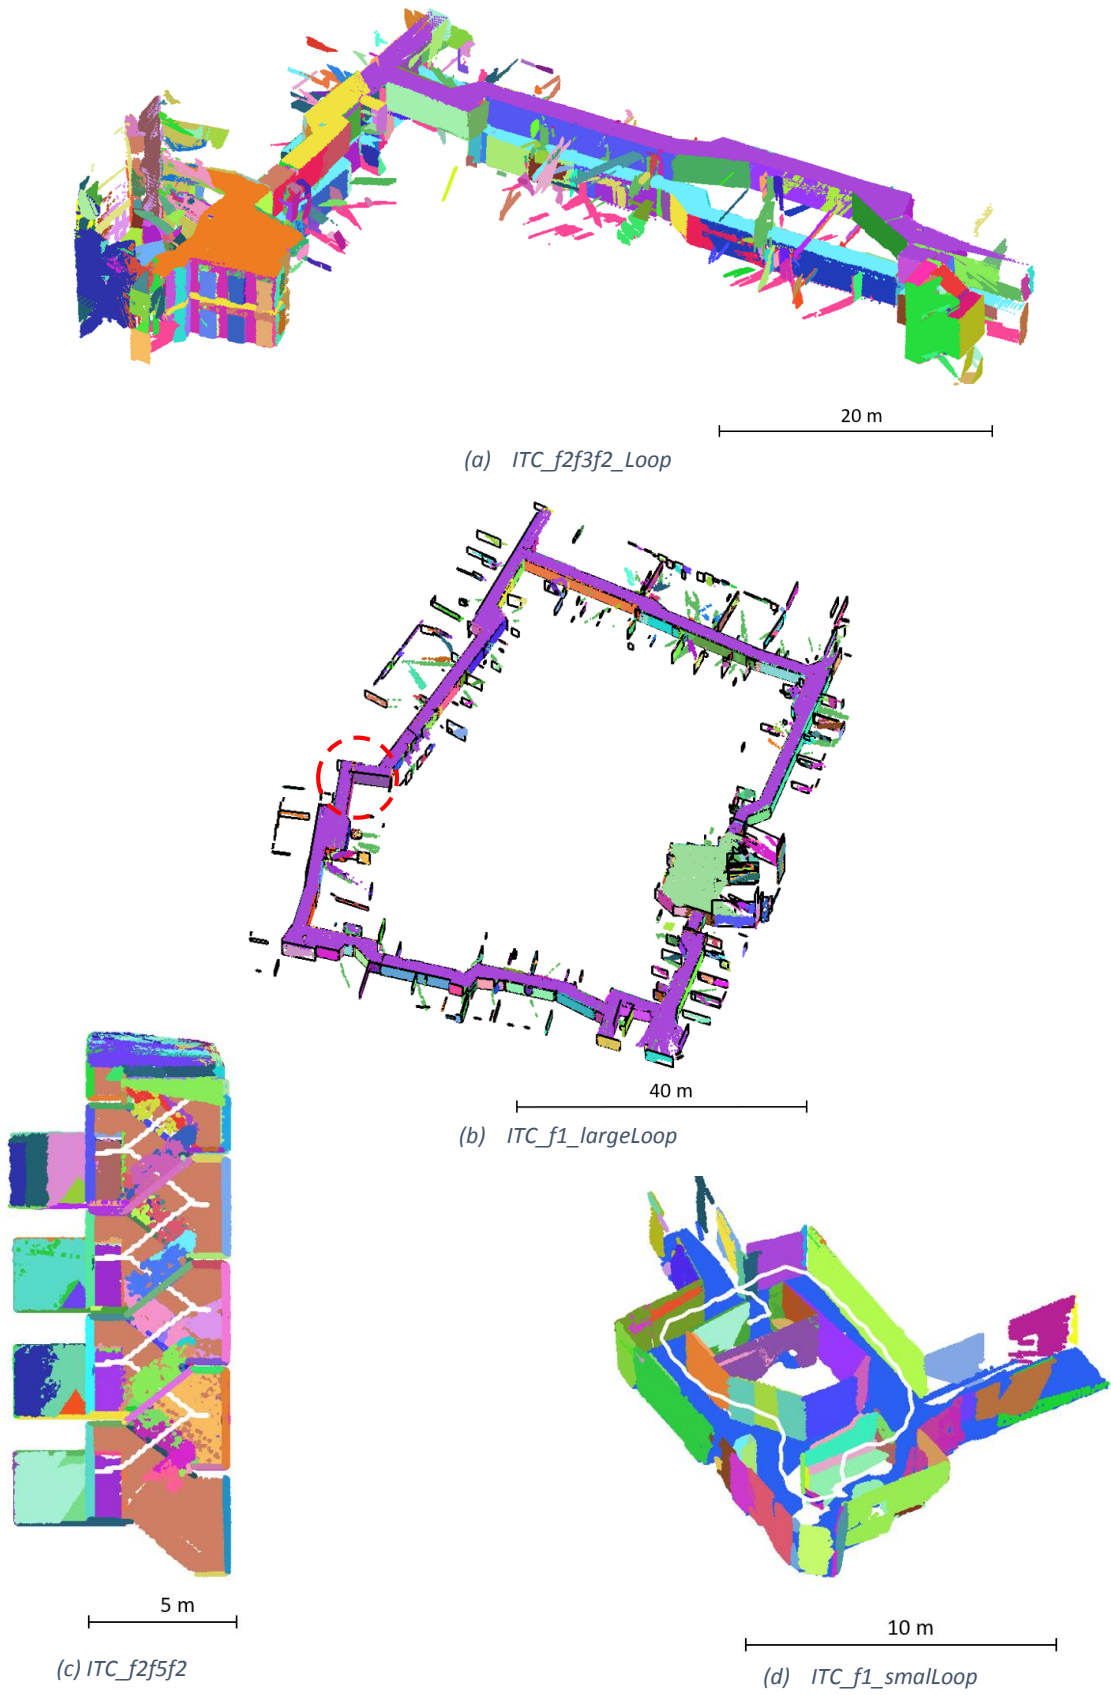 20 m
(a) ITC_f2f3f2_Loop
40 m
(b) ITC_f1_largeLoop
5 m
(c) ITC_f2f5f2
10 m
(d) ITC_f1_smalLoop